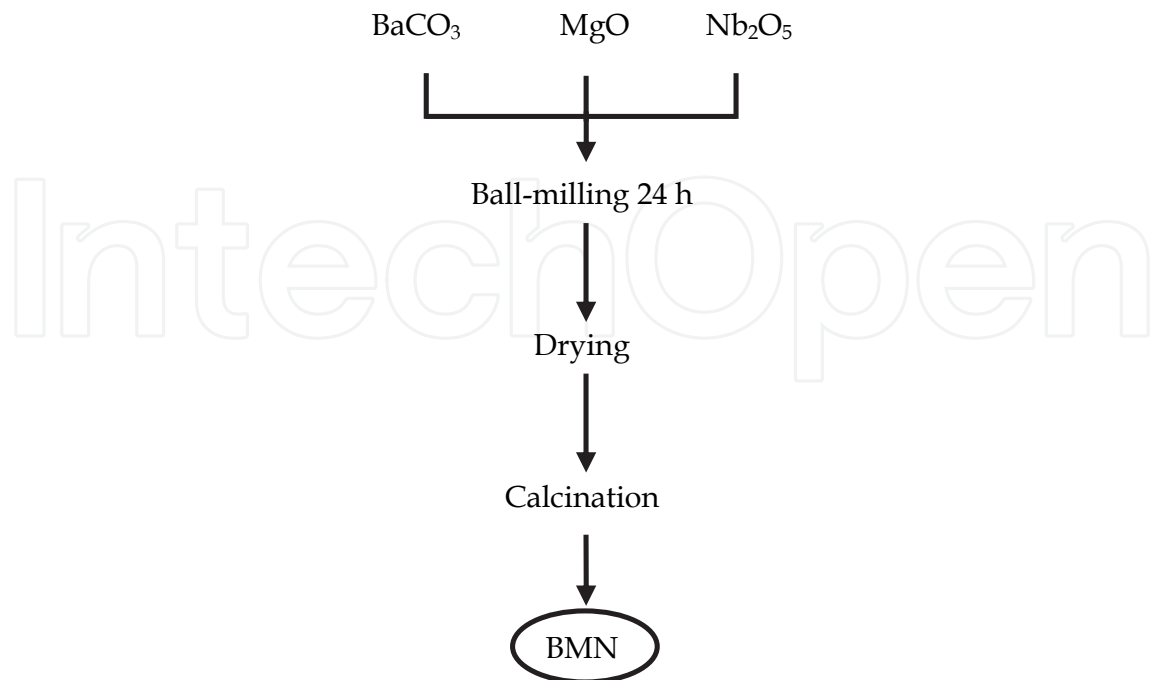 BaCO₃ MgO Nb₂O₅
Ball-milling 24 h
IntechOpen
Drying
Calcination
BMN